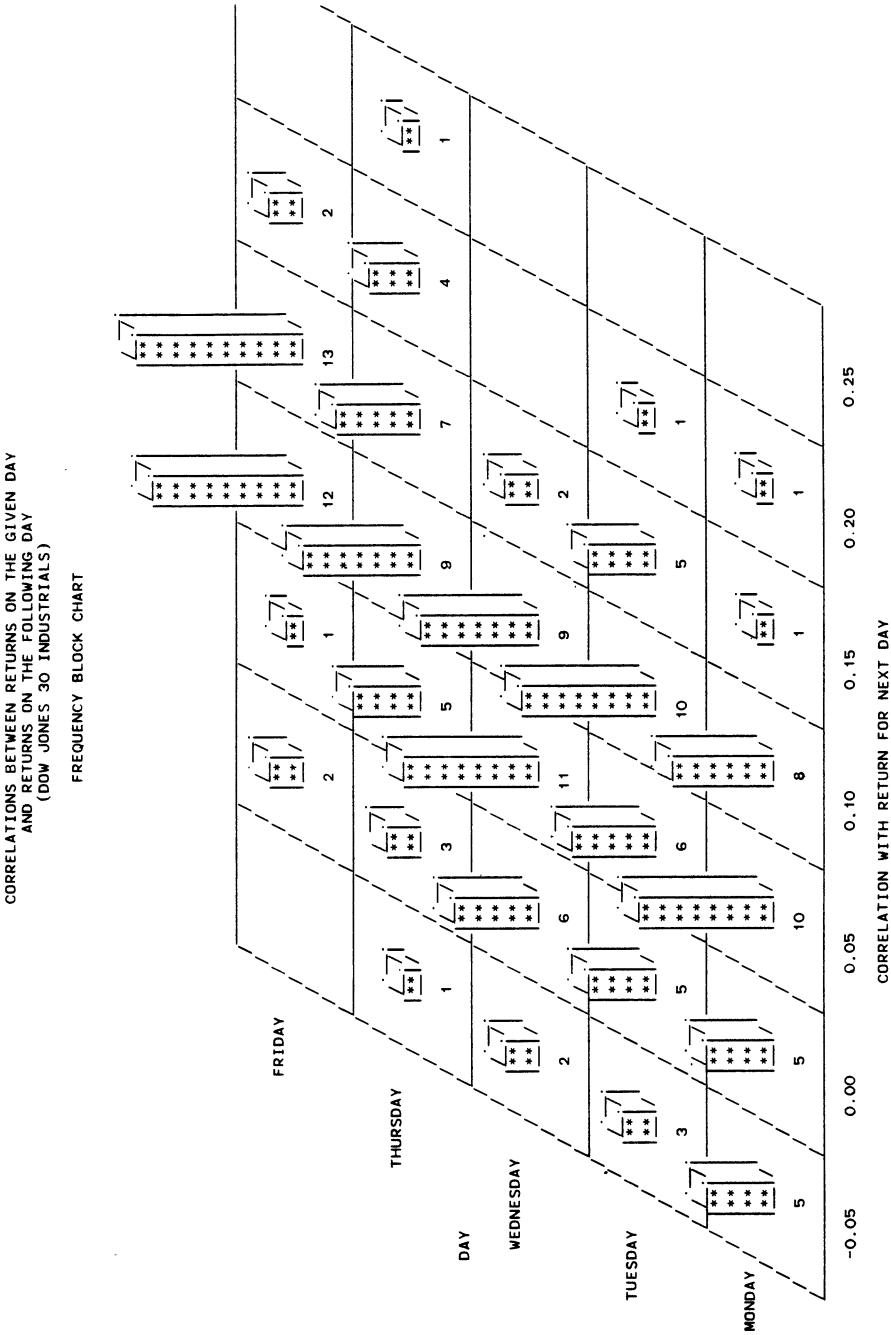 CORRELATIONS BETWEEN RETURNS ON THE GIVEN DAY
AND RETURNS ON THE FOLLOWING DAY
(DOW JONES 30 INDUSTRIALS)
FREQUENCY BLOCK CHART
FRIDAY
2 1 12 13 2
THURSDAY
1 3 5 9 7 4 1
DAY
WEDNESDAY
2 6 11 9 2
TUESDAY
3 5 6 10 5 1
MONDAY
5 5 10 8 1 1
-0.05 0.00 0.05 0.10 0.15 0.20 0.25
CORRELATION WITH RETURN FOR NEXT DAY